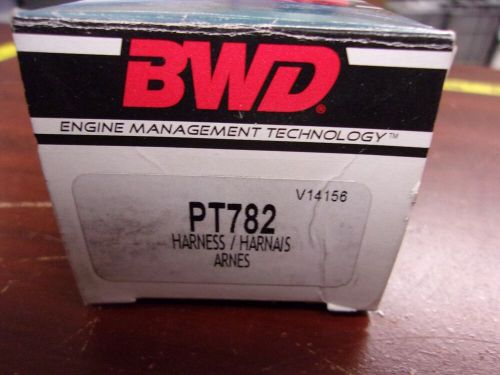 BWD®
ENGINE MANAGEMENT TECHNOLOGY™
V14156
PT782
HARNESS / HARNAIS
ARNES